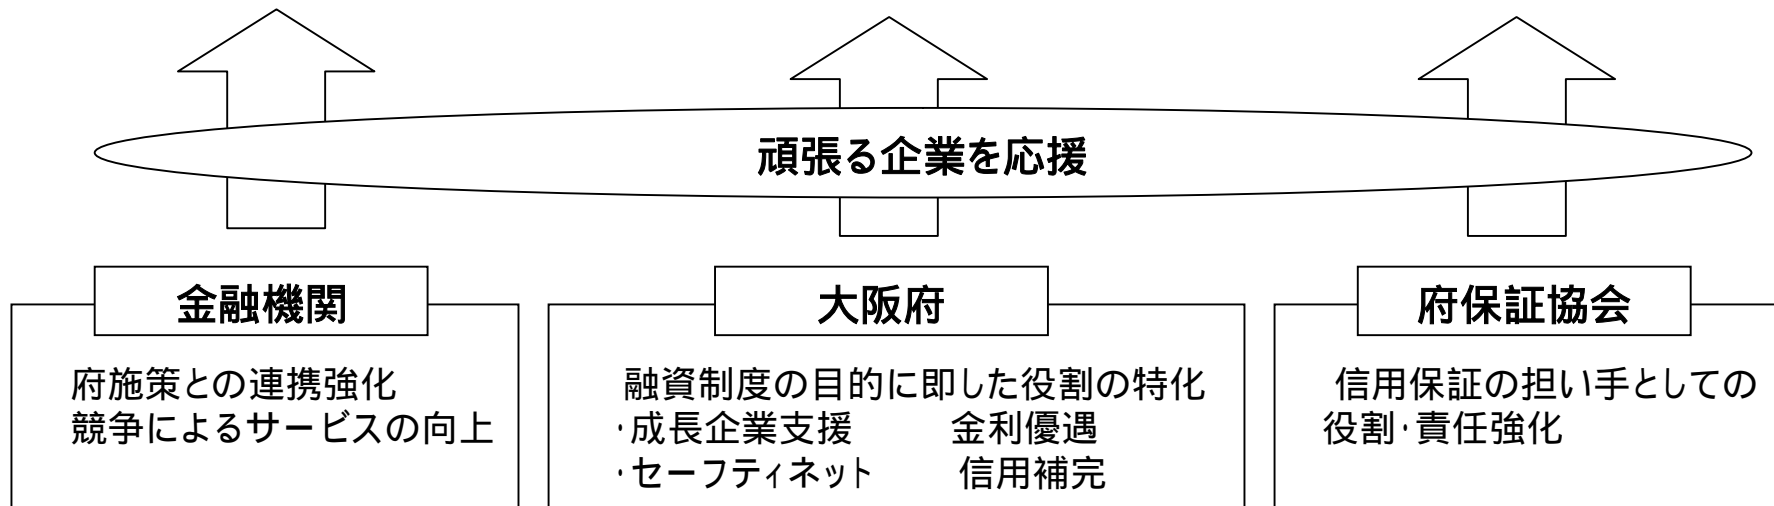 頑張る企業を応援
金融機関
府施策との連携強化
競争によるサービスの向上
大阪府
融資制度の目的に即した役割の特化
・成長企業支援　　金利優遇
・セーフティネット　　信用補完
府保証協会
信用保証の担い手としての
役割・責任強化